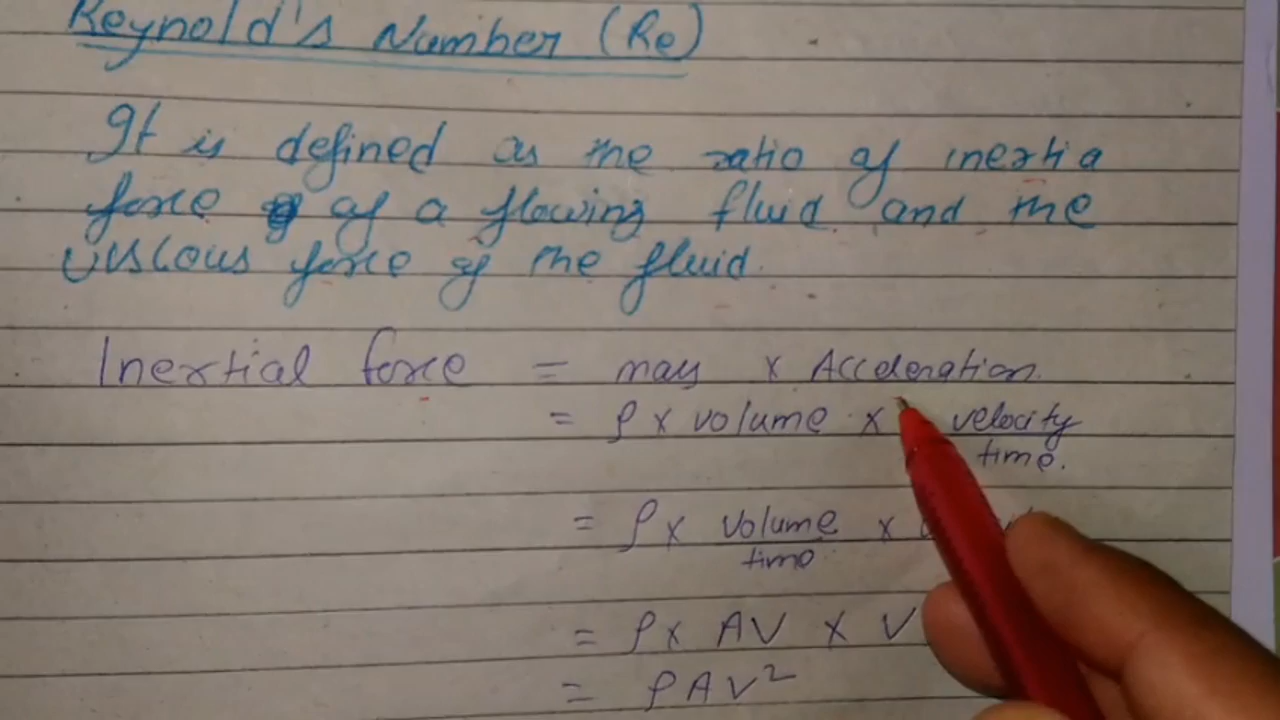 Reynold's Number (Re)
It is defined as the ratio of inertia
force of a flowing fluid and the
viscous force of the fluid.
Inertial force = mass x Acceleration.
= ρ x volume x velocity
time.
= ρ x volume x
time.
= ρ x AV x V
= ρAV²